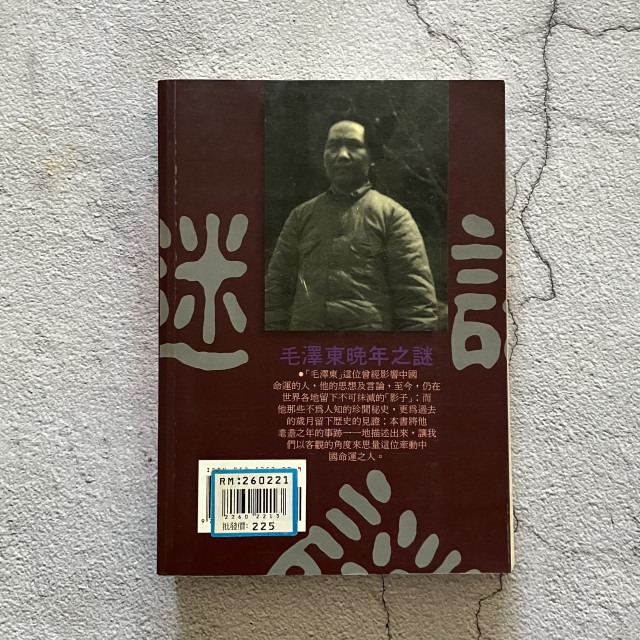 謎
毛澤東晚年之謎
●「毛澤東」這位曾經影響中國
命運的人，他的思想及言論，至今，仍在
世界各地留下不可抹滅的「影子」；而
他那些不爲人知的珍聞秘史，更爲過去
的歲月留下歷史的見證；本書將他
耄耋之年的事跡一一地描述出來，讓我
們以客觀的角度來思量這位牽動中
國命運之人。
RM:260221
2260 2213
批發價: 225